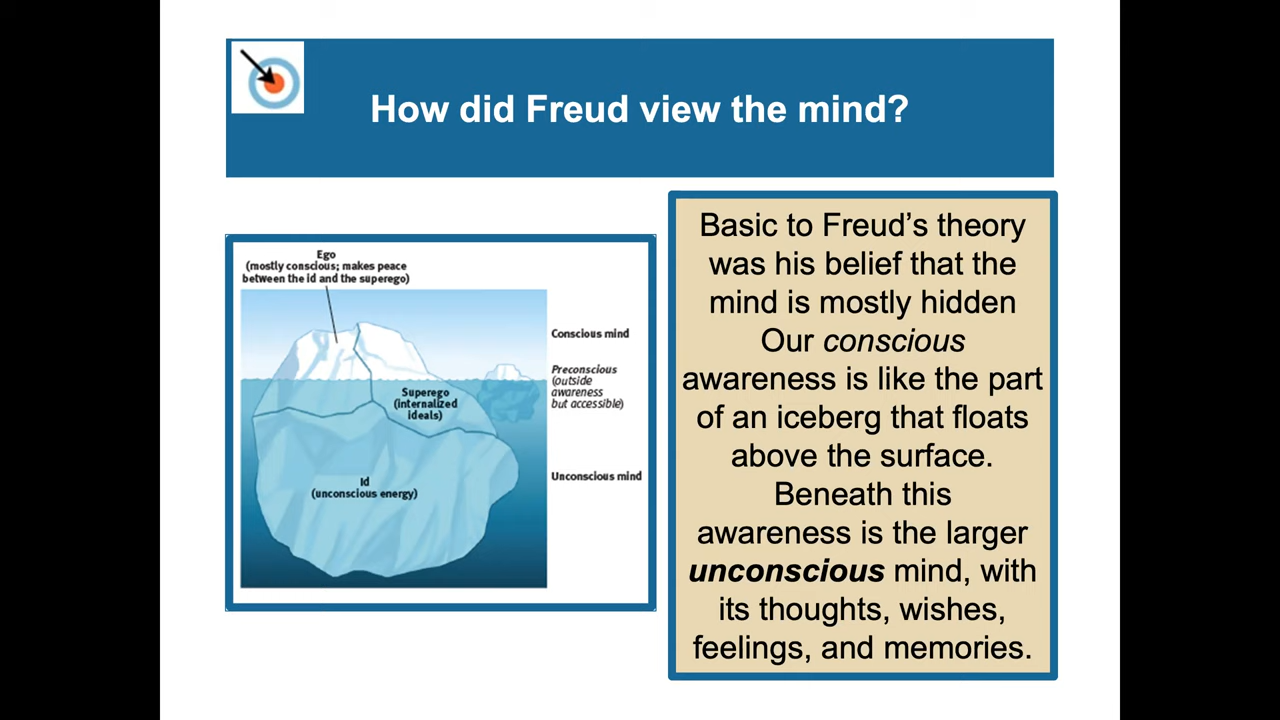 How did Freud view the mind?
Ego
(mostly conscious; makes peace
between the id and the superego)
Conscious mind
Preconscious
(outside
awareness
but accessible)
Superego
(internalized
ideals)
Unconscious mind
Id
(unconscious energy)
Basic to Freud’s theory
was his belief that the
mind is mostly hidden
Our conscious
awareness is like the part
of an iceberg that floats
above the surface.
Beneath this
awareness is the larger
unconscious mind, with
its thoughts, wishes,
feelings, and memories.